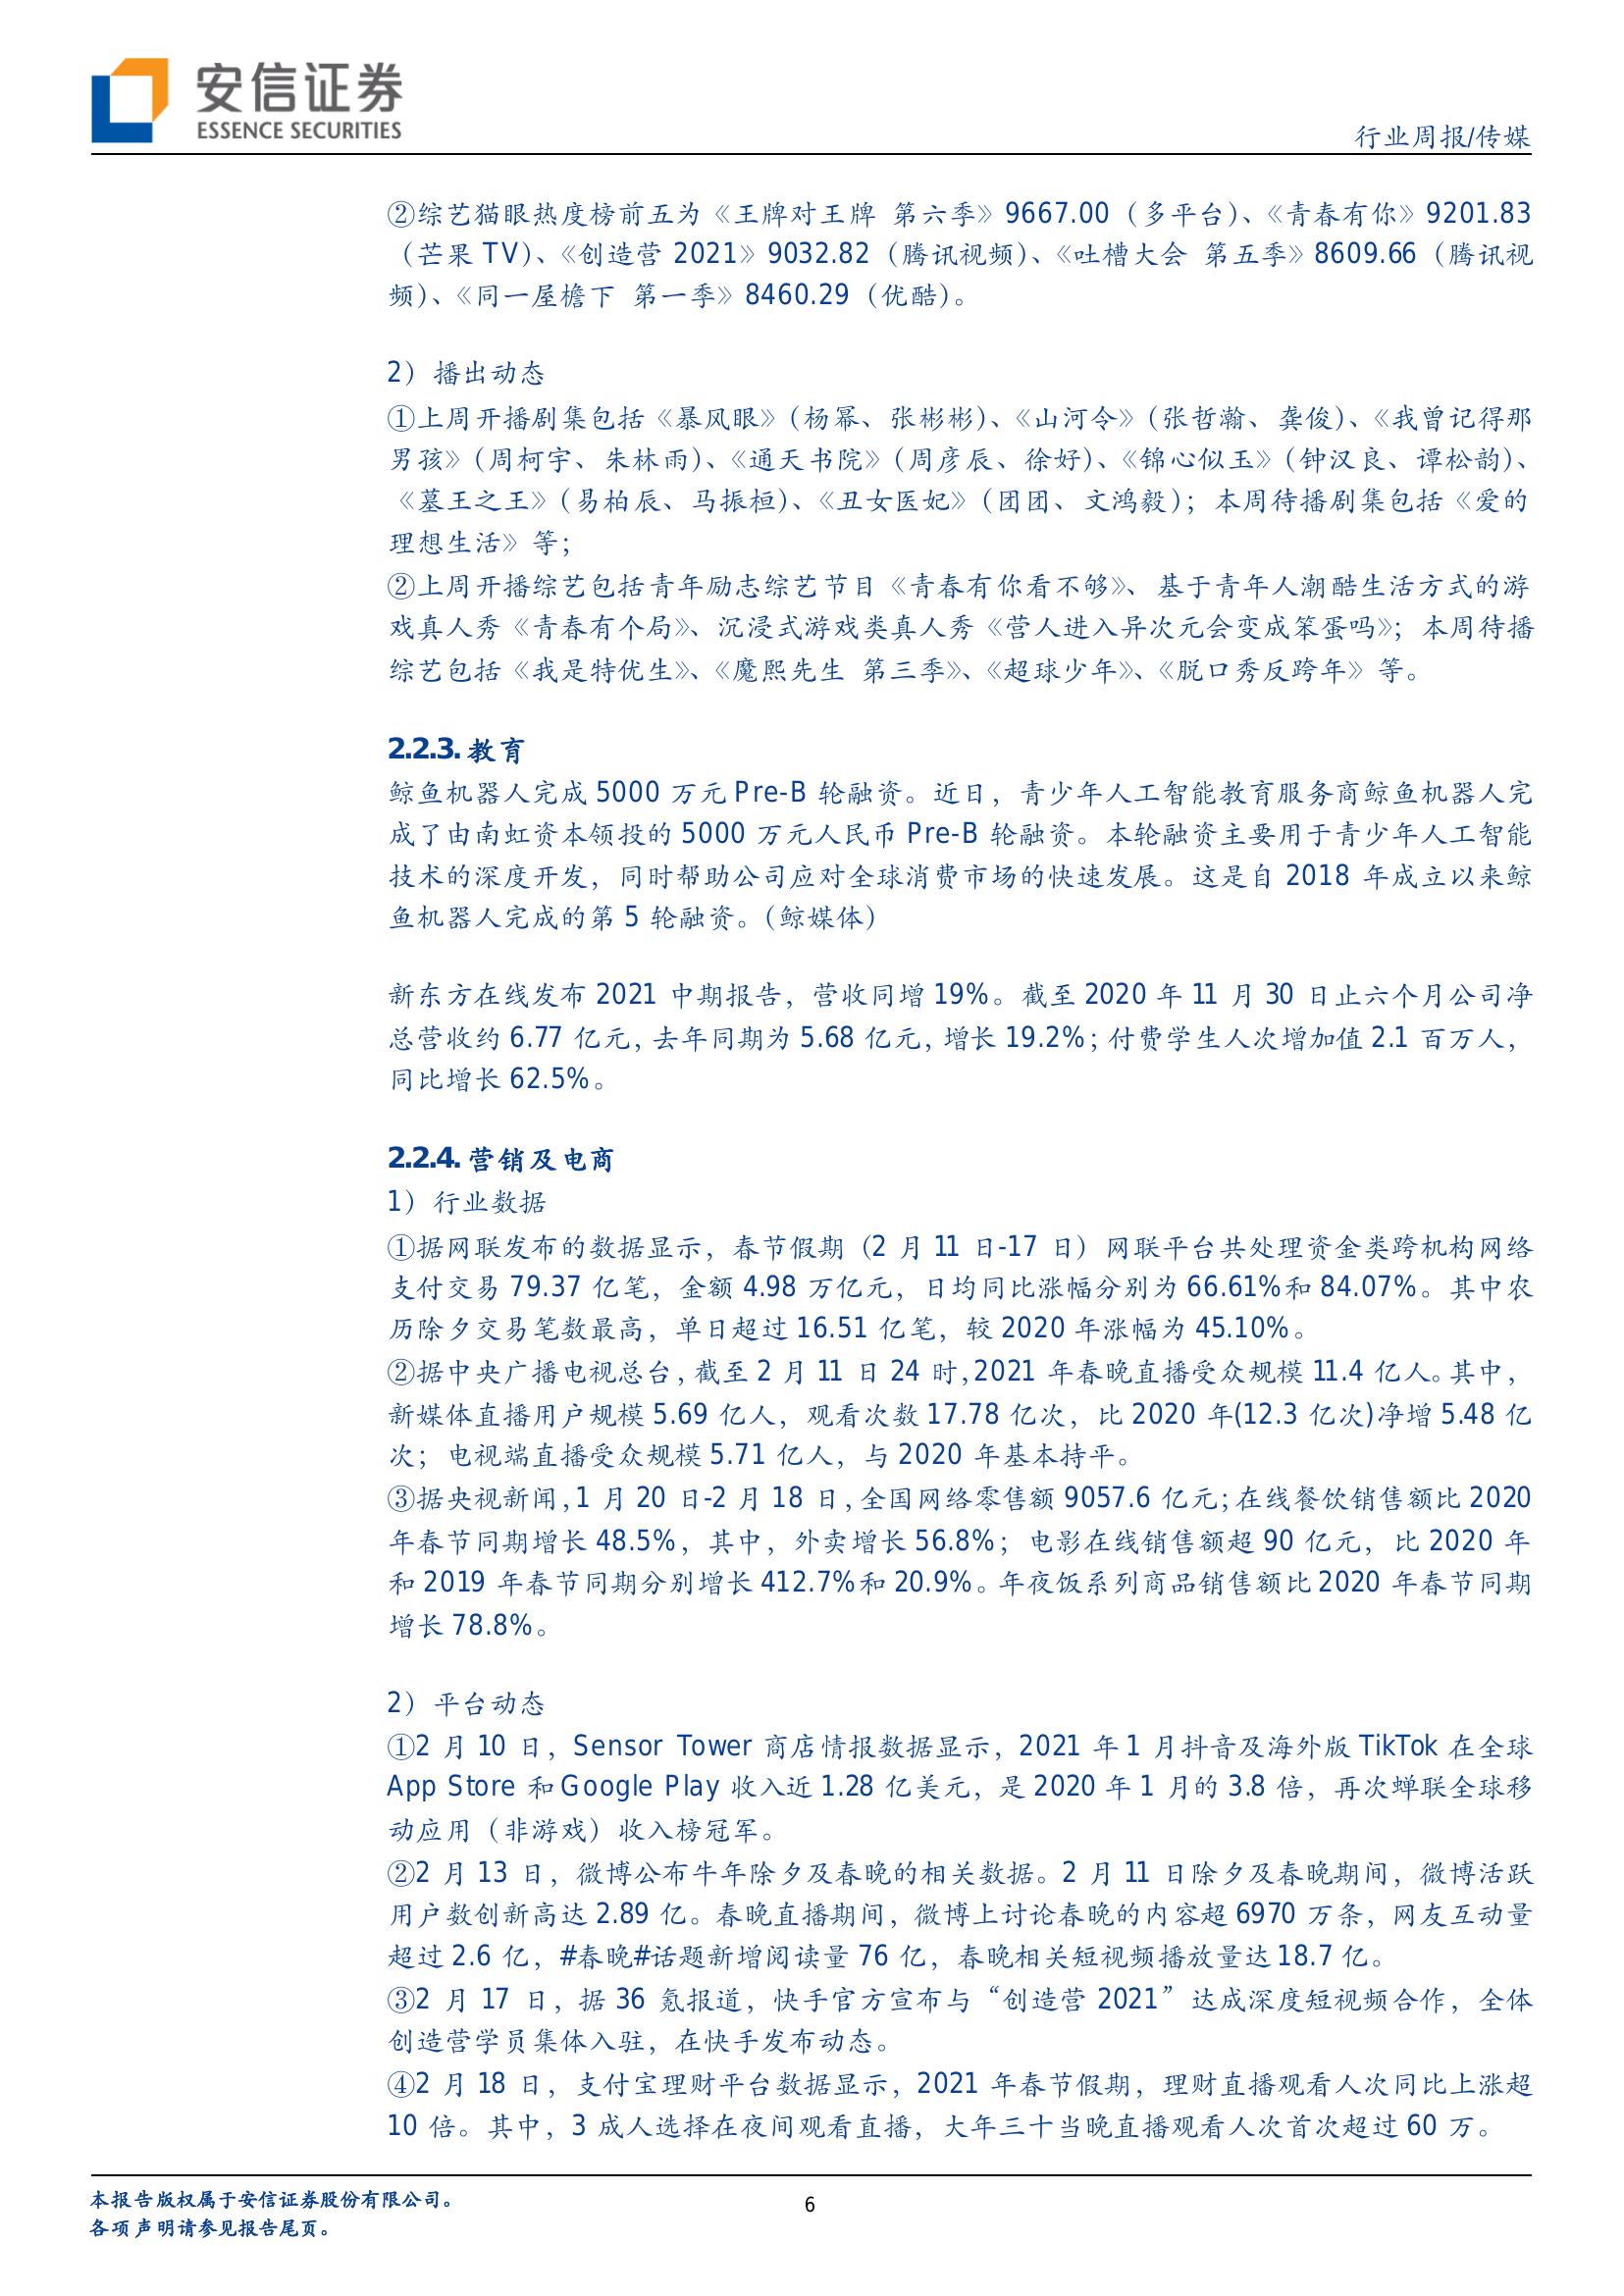 安信证券
ESSENCE SECURITIES
行业周报/传媒
②综艺猫眼热度榜前五为《王牌对王牌 第六季》9667.00（多平台）、《青春有你》9201.83
（芒果 TV）、《创造营 2021》9032.82（腾讯视频）、《吐槽大会 第五季》8609.66（腾讯视
频）、《同一屋檐下 第一季》8460.29（优酷）。
2）播出动态
①上周开播剧集包括《暴风眼》（杨幂、张彬彬）、《山河令》（张哲瀚、龚俊）、《我曾记得那
男孩》（周柯宇、朱林雨）、《通天书院》（周彦辰、徐好）、《锦心似玉》（钟汉良、谭松韵）、
《墓王之王》（易柏辰、马振桓）、《丑女医妃》（团团、文鸿毅）；本周待播剧集包括《爱的
理想生活》等；
②上周开播综艺包括青年励志综艺节目《青春有你看不够》、基于青年人潮酷生活方式的游
戏真人秀《青春有个局》、沉浸式游戏类真人秀《营人进入异次元会变成笨蛋吗》；本周待播
综艺包括《我是特优生》、《魔熙先生 第三季》、《超球少年》、《脱口秀反跨年》等。
2.2.3. 教育
鲸鱼机器人完成 5000 万元 Pre-B 轮融资。近日，青少年人工智能教育服务商鲸鱼机器人完
成了由南虹资本领投的 5000 万元人民币 Pre-B 轮融资。本轮融资主要用于青少年人工智能
技术的深度开发，同时帮助公司应对全球消费市场的快速发展。这是自 2018 年成立以来鲸
鱼机器人完成的第 5 轮融资。（鲸媒体）
新东方在线发布 2021 中期报告，营收同增 19%。截至 2020 年 11 月 30 日止六个月公司净
总营收约 6.77 亿元，去年同期为 5.68 亿元，增长 19.2%；付费学生人次增加值 2.1 百万人，
同比增长 62.5%。
2.2.4. 营销及电商
1）行业数据
①据网联发布的数据显示，春节假期（2 月 11 日-17 日）网联平台共处理资金类跨机构网络
支付交易 79.37 亿笔，金额 4.98 万亿元，日均同比涨幅分别为 66.61%和 84.07%。其中农
历除夕交易笔数最高，单日超过 16.51 亿笔，较 2020 年涨幅为 45.10%。
②据中央广播电视总台，截至 2 月 11 日 24 时，2021 年春晚直播受众规模 11.4 亿人。其中，
新媒体直播用户规模 5.69 亿人，观看次数 17.78 亿次，比 2020 年(12.3 亿次)净增 5.48 亿
次；电视端直播受众规模 5.71 亿人，与 2020 年基本持平。
③据央视新闻，1 月 20 日-2 月 18 日，全国网络零售额 9057.6 亿元；在线餐饮销售额比 2020
年春节同期增长 48.5%，其中，外卖增长 56.8%；电影在线销售额超 90 亿元，比 2020 年
和 2019 年春节同期分别增长 412.7%和 20.9%。年夜饭系列商品销售额比 2020 年春节同期
增长 78.8%。
2）平台动态
①2 月 10 日，Sensor Tower 商店情报数据显示，2021 年 1 月抖音及海外版 TikTok 在全球
App Store 和 Google Play 收入近 1.28 亿美元，是 2020 年 1 月的 3.8 倍，再次蝉联全球移
动应用（非游戏）收入榜冠军。
②2 月 13 日，微博公布牛年除夕及春晚的相关数据。2 月 11 日除夕及春晚期间，微博活跃
用户数创新高达 2.89 亿。春晚直播期间，微博上讨论春晚的内容超 6970 万条，网友互动量
超过 2.6 亿，#春晚#话题新增阅读量 76 亿，春晚相关短视频播放量达 18.7 亿。
③2 月 17 日，据 36 氪报道，快手官方宣布与“创造营 2021”达成深度短视频合作，全体
创造营学员集体入驻，在快手发布动态。
④2 月 18 日，支付宝理财平台数据显示，2021 年春节假期，理财直播观看人次同比上涨超
10 倍。其中，3 成人选择在夜间观看直播，大年三十当晚直播观看人次首次超过 60 万。
本报告版权属于安信证券股份有限公司。
各项声明请参见报告尾页。
6